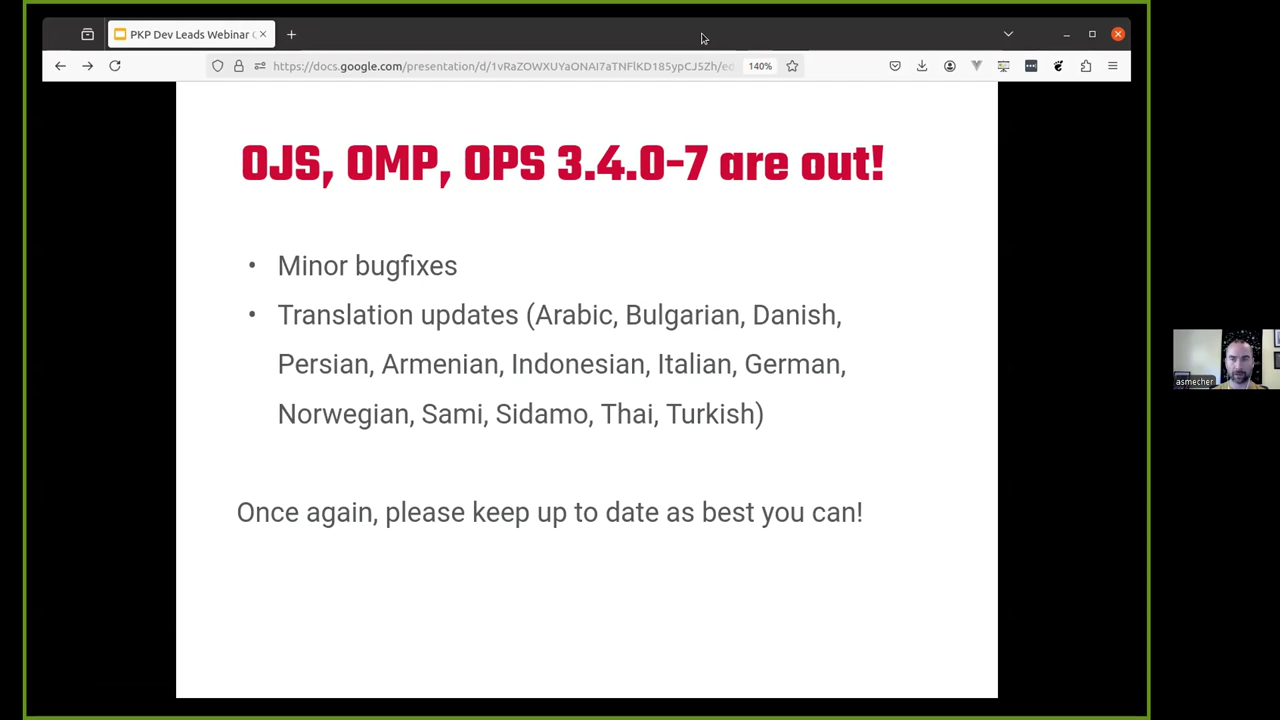 PKP Dev Leads Webinar
https://docs.google.com/presentation/d/1vRaZOWXUYaONAI7aTNFlKD185ypCJ5Zh/ed
140%
OJS, OMP, OPS 3.4.0-7 are out!
• Minor bugfixes
• Translation updates (Arabic, Bulgarian, Danish,
Persian, Armenian, Indonesian, Italian, German,
Norwegian, Sami, Sidamo, Thai, Turkish)
Once again, please keep up to date as best you can!
asmecher